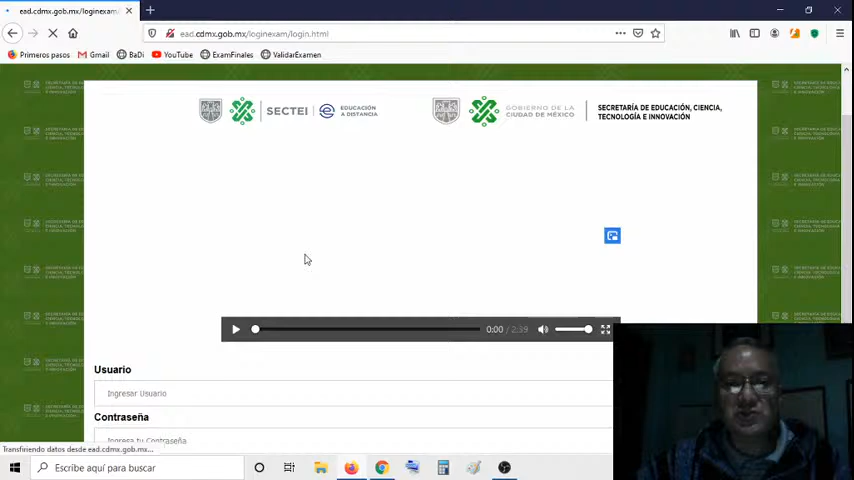 ead.cdmx.gob.mx/loginexam/login
ead.cdmx.gob.mx/loginexam/login.html
Primeros pasos
Gmail
BaDi
YouTube
ExamFinales
ValidarExamen
SECTEI
EDUCACIÓN
A DISTANCIA
GOBIERNO DE LA
CIUDAD DE MÉXICO
SECRETARÍA DE EDUCACIÓN, CIENCIA,
TECNOLOGÍA E INNOVACIÓN
0:00 / 2:39
Usuario
Ingresar Usuario
Contraseña
Ingresa tu Contraseña
Transfiriendo datos desde ead.cdmx.gob.mx...
Escribe aquí para buscar